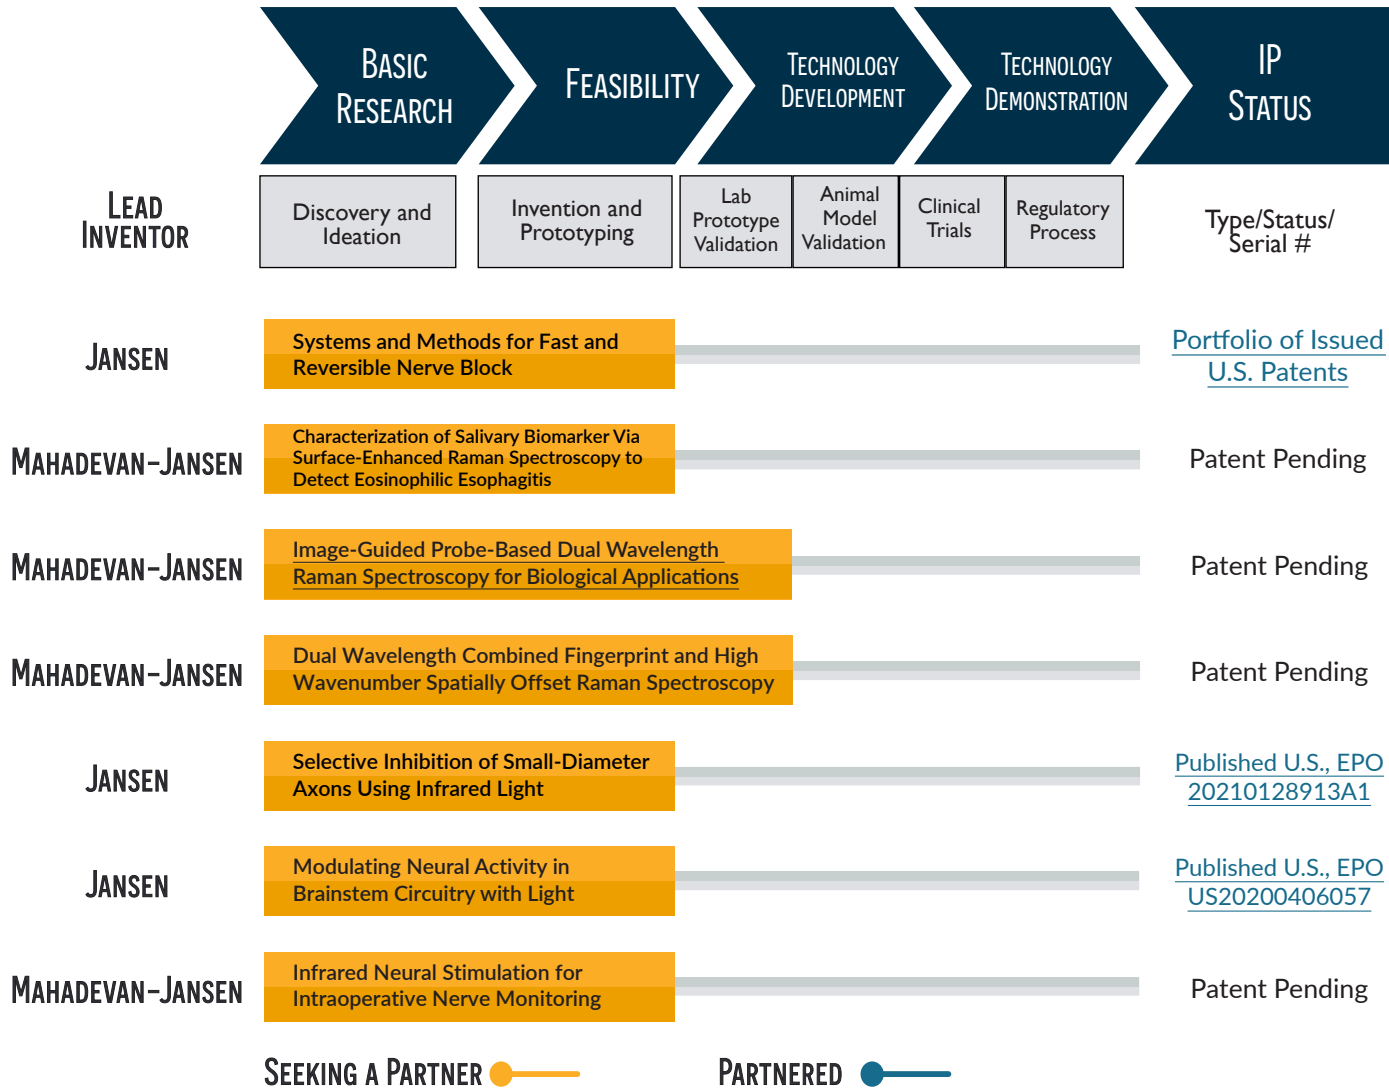 BASIC
RESEARCH
FEASIBILITY
TECHNOLOGY
DEVELOPMENT
TECHNOLOGY
DEMONSTRATION
IP
STATUS
LEAD
INVENTOR
Discovery and
Ideation
Invention and
Prototyping
Lab
Prototype
Validation
Animal
Model
Validation
Clinical
Trials
Regulatory
Process
Type/Status/
Serial #
JANSEN
Systems and Methods for Fast and
Reversible Nerve Block
Portfolio of Issued
U.S. Patents
MAHADEVAN-JANSEN
Characterization of Salivary Biomarker Via
Surface-Enhanced Raman Spectroscopy to
Detect Eosinophilic Esophagitis
Patent Pending
MAHADEVAN-JANSEN
Image-Guided Probe-Based Dual Wavelength
Raman Spectroscopy for Biological Applications
Patent Pending
MAHADEVAN-JANSEN
Dual Wavelength Combined Fingerprint and High
Wavenumber Spatially Offset Raman Spectroscopy
Patent Pending
JANSEN
Selective Inhibition of Small-Diameter
Axons Using Infrared Light
Published U.S., EPO
20210128913A1
JANSEN
Modulating Neural Activity in
Brainstem Circuitry with Light
Published U.S., EPO
US20200406057
MAHADEVAN-JANSEN
Infrared Neural Stimulation for
Intraoperative Nerve Monitoring
Patent Pending
SEEKING A PARTNER
PARTNERED